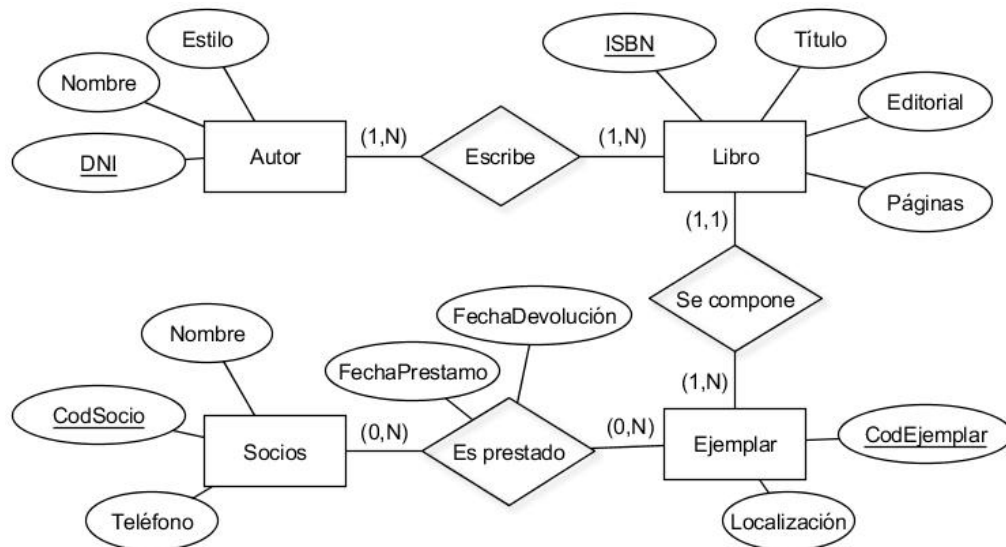 Estilo
ISBN
Título
Nombre
Editorial
DNI
Autor
(1,N)
Escribe
(1,N)
Libro
Páginas
(1,1)
Se compone
FechaDevolución
Nombre
FechaPrestamo
(1,N)
CodSocio
(0,N)
(0,N)
CodEjemplar
Socios
Es prestado
Ejemplar
Teléfono
Localización